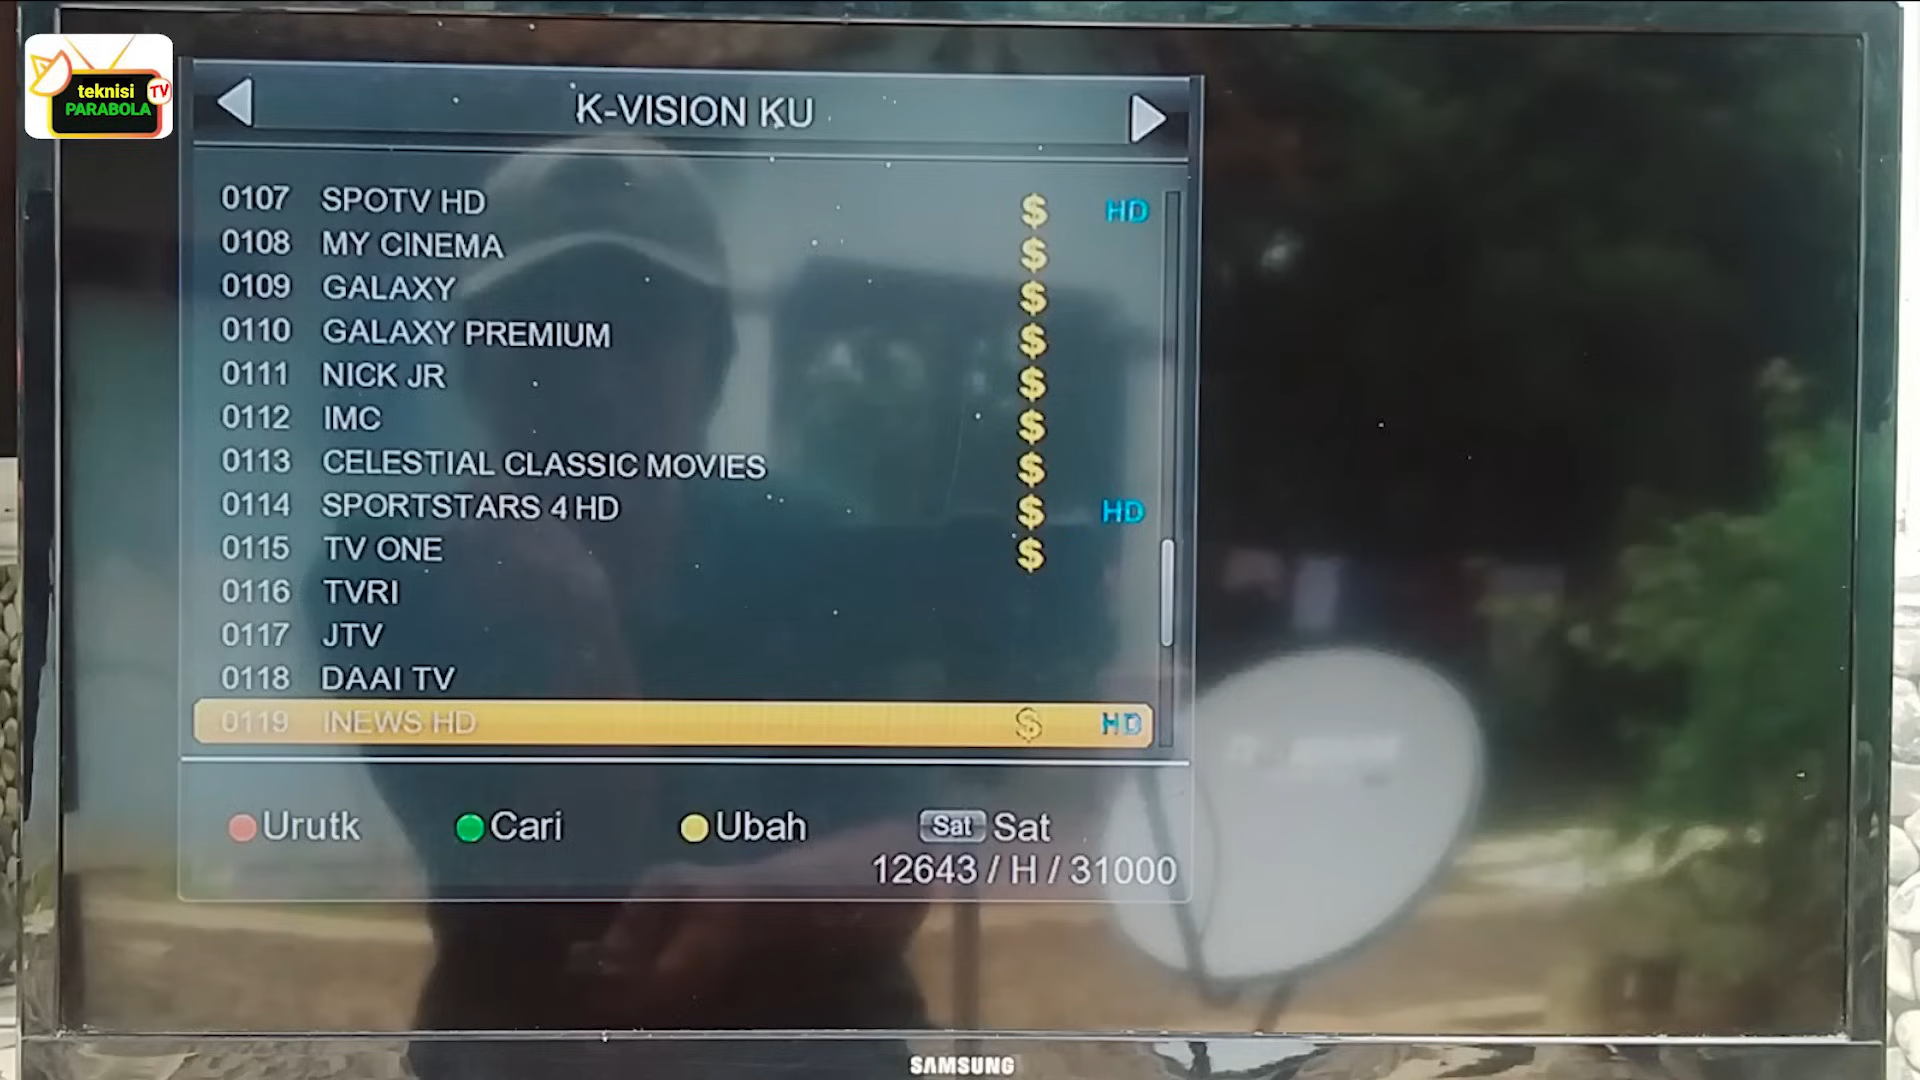 teknisi TV
PARABOLA
K-VISION KU
0107 SPOTV HD $ HD
0108 MY CINEMA $
0109 GALAXY $
0110 GALAXY PREMIUM $
0111 NICK JR $
0112 IMC $
0113 CELESTIAL CLASSIC MOVIES $
0114 SPORTSTARS 4 HD $ HD
0115 TV ONE $
0116 TVRI
0117 JTV
0118 DAAI TV
0119 INEWS HD $ HD
Urutk Cari Ubah Sat Sat
12643 / H / 31000
SAMSUNG